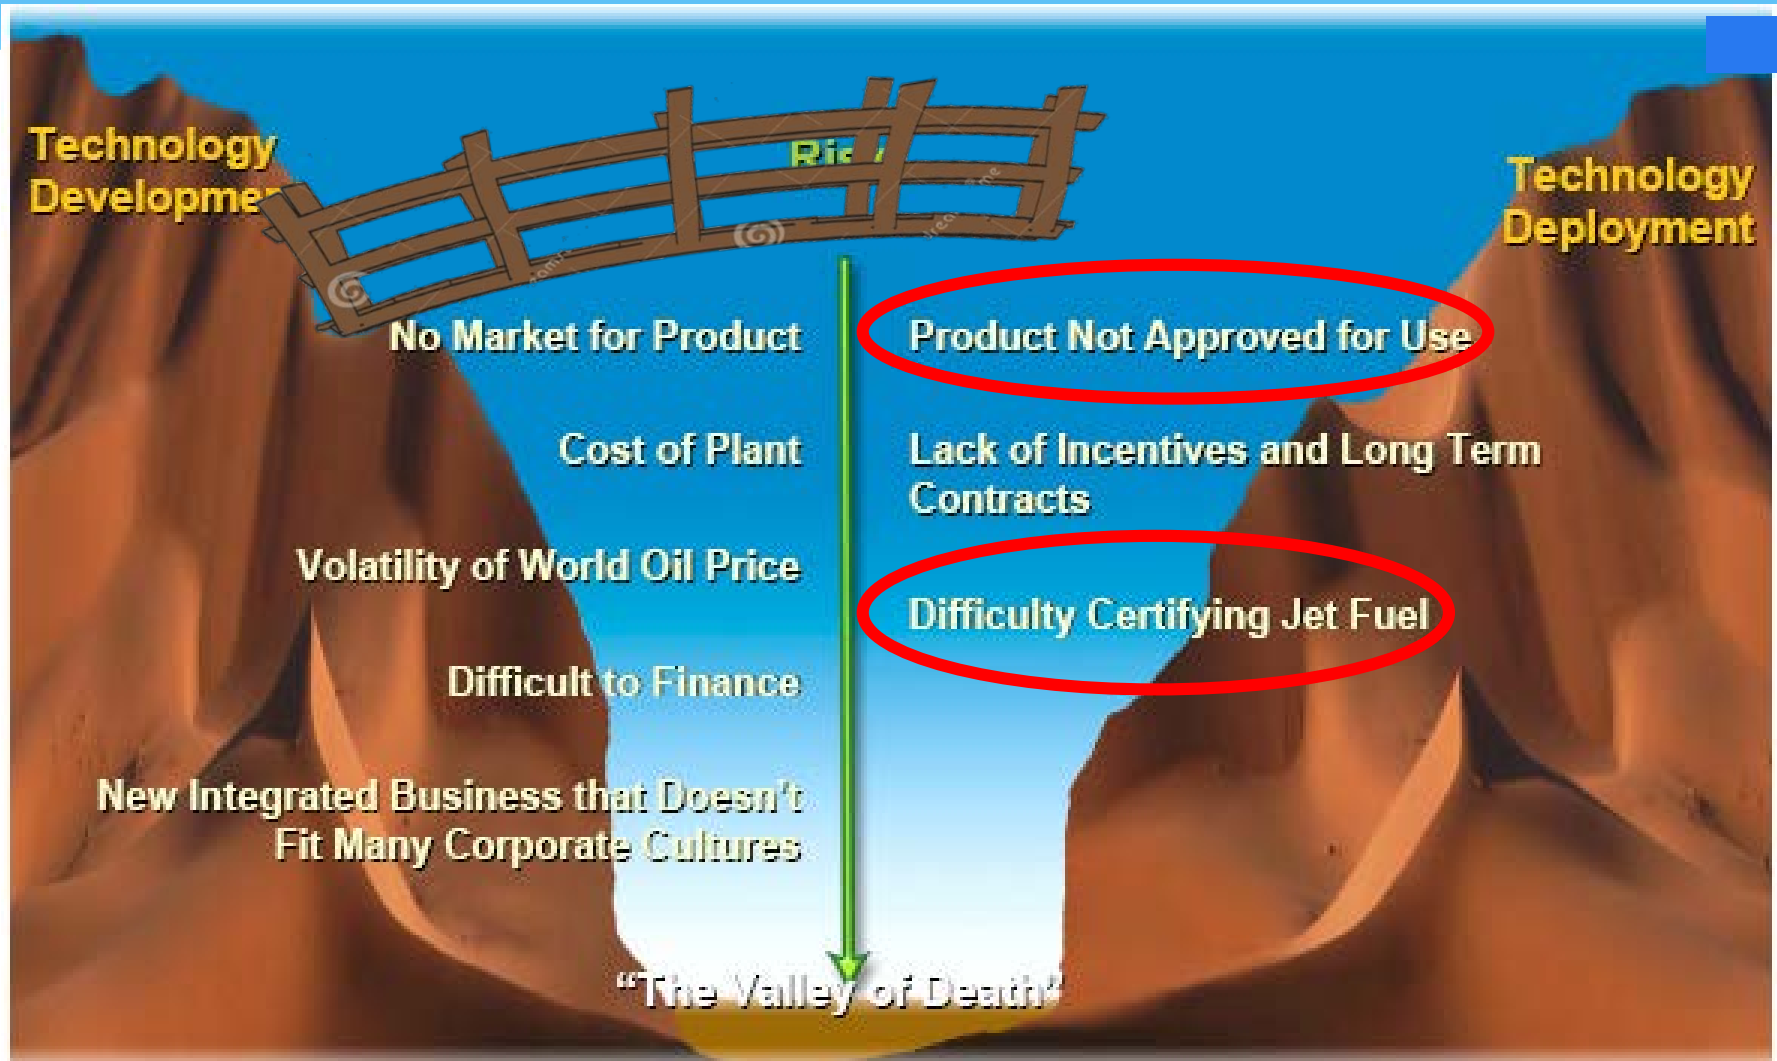 Technology
Developme
Technology
Deployment
No Market for Product
Product Not Approved for Use
Cost of Plant
Lack of Incentives and Long Term
Contracts
Volatility of World Oil Price
Difficulty Certifying Jet Fuel
Difficult to Finance
New Integrated Business that Doesn't
Fit Many Corporate Cultures
“The Valley of Death“